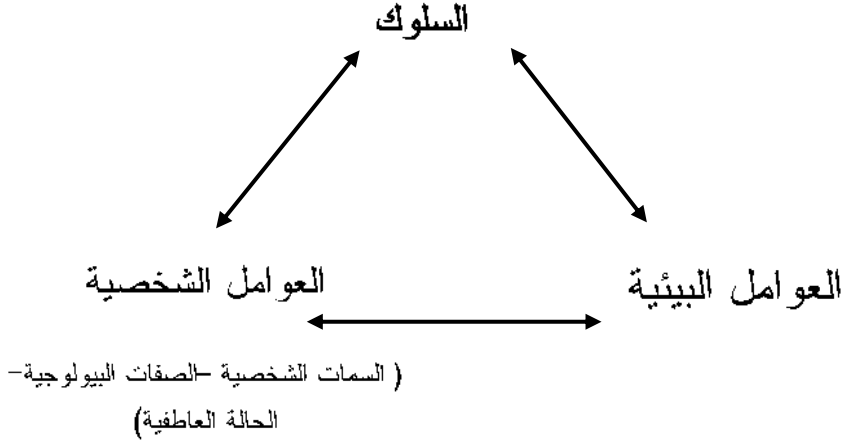 السلوك
العوامل البيئية
العوامل الشخصية
( السمات الشخصية –الصفات البيولوجية–
الحالة العاطفية)